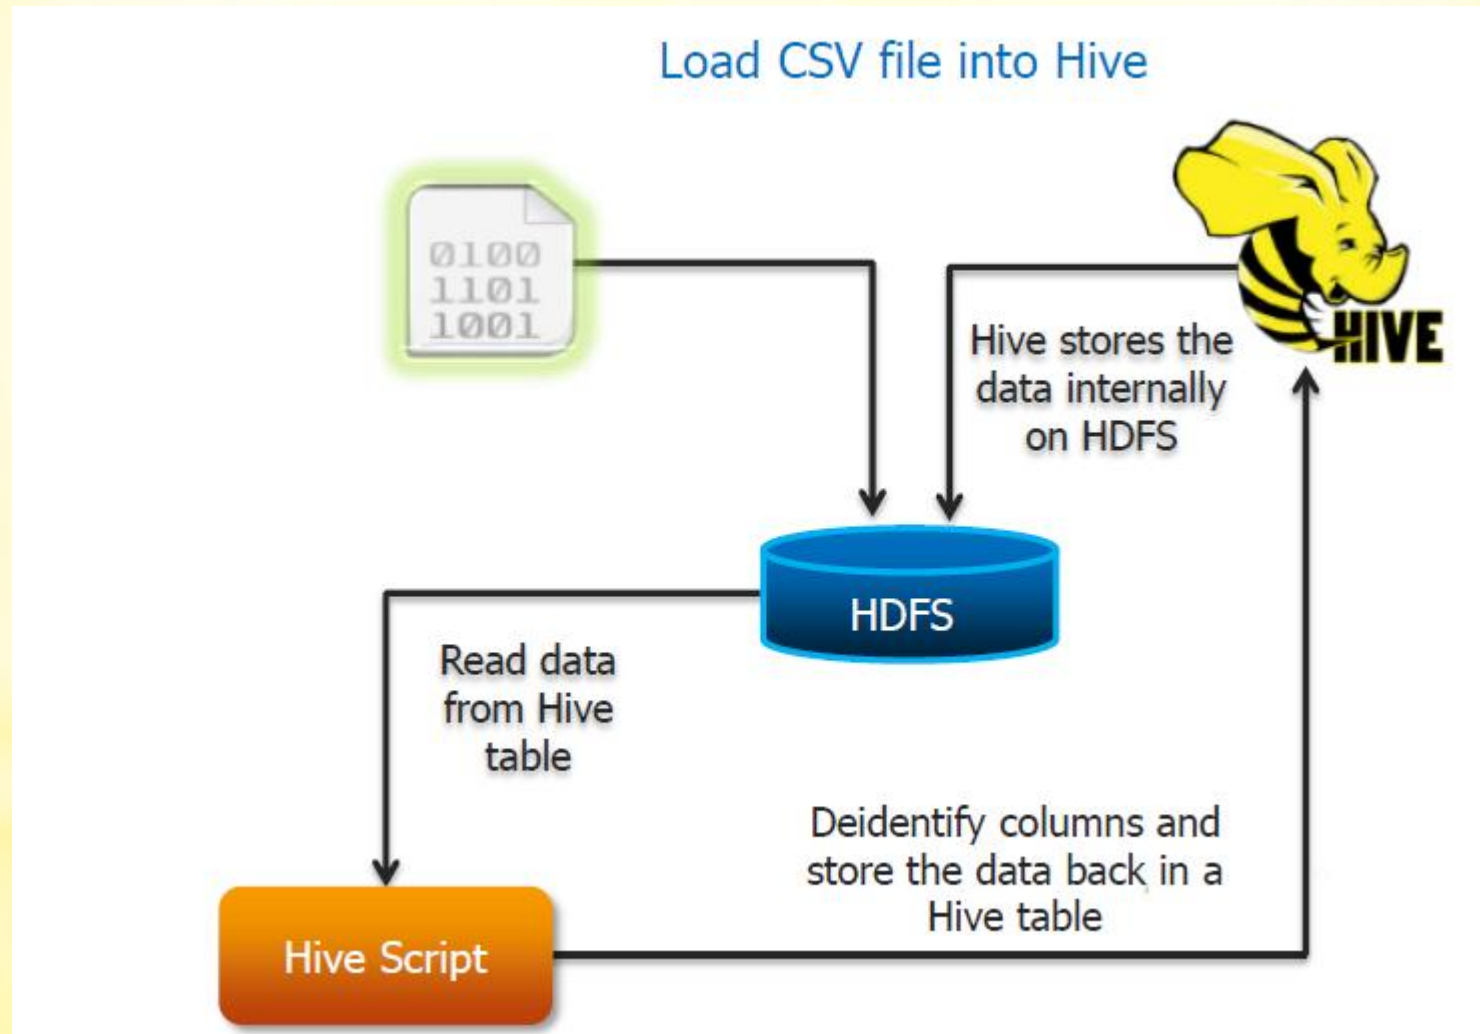 Load CSV file into Hive
0100
1101
1001
HIVE
Hive stores the
data internally
on HDFS
HDFS
Read data
from Hive
table
Deidentify columns and
store the data back in a
Hive table
Hive Script